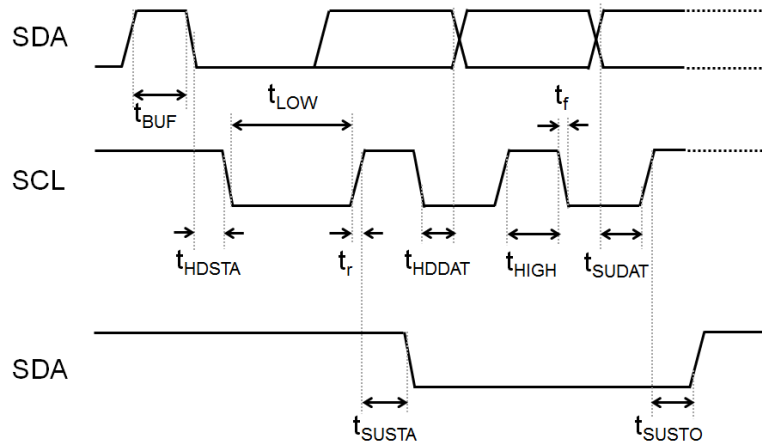 SDA
tBUF
tLOW
tf
SCL
tHDSTA
tr
tHDDAT
tHIGH
tSUDAT
SDA
tSUSTA
tSUSTO